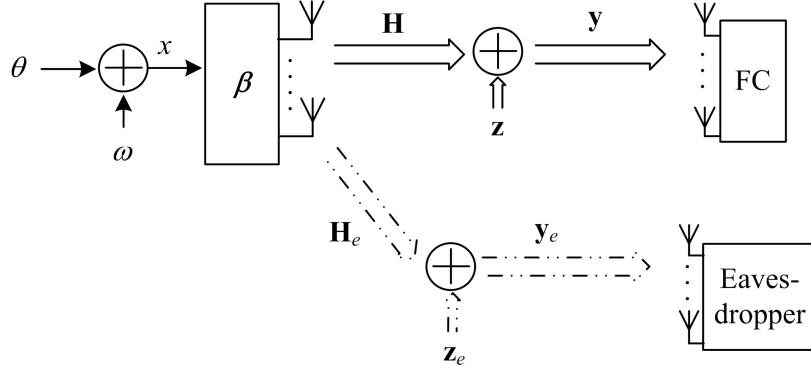 θ
ω
x
β
H
z
y
FC
H_e
z_e
y_e
Eaves-
dropper